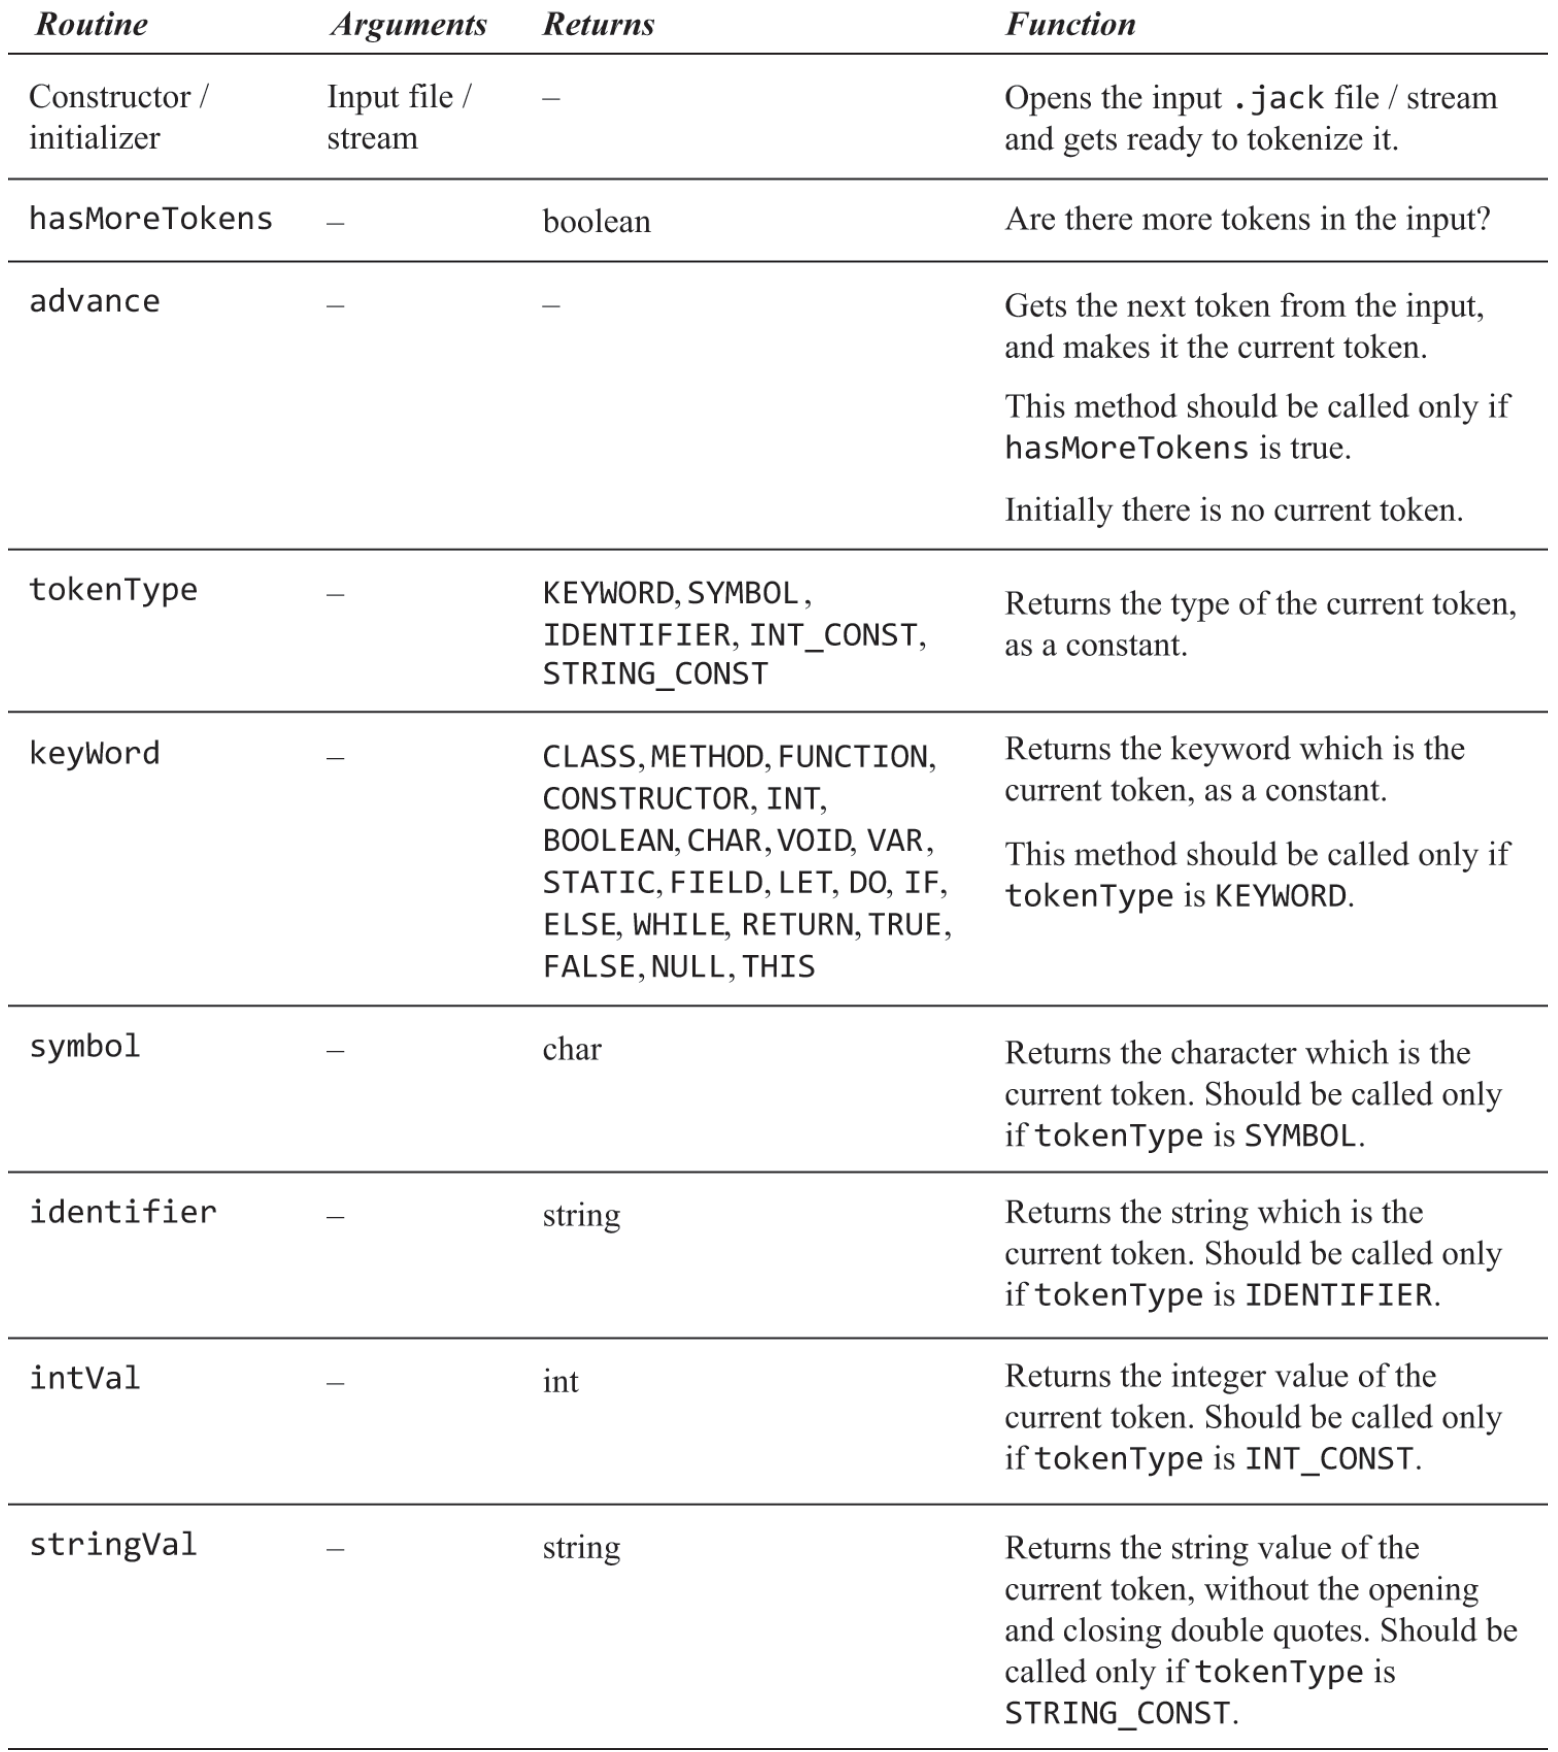 Routine Arguments Returns Function
Constructor / Input file / – Opens the input .jack file / stream
initializer stream and gets ready to tokenize it.
hasMoreTokens – boolean Are there more tokens in the input?
advance – – Gets the next token from the input,
and makes it the current token.
This method should be called only if
hasMoreTokens is true.
Initially there is no current token.
tokenType – KEYWORD, SYMBOL, Returns the type of the current token,
IDENTIFIER, INT_CONST, as a constant.
STRING_CONST
keyWord – CLASS, METHOD, FUNCTION, Returns the keyword which is the
CONSTRUCTOR, INT, current token, as a constant.
BOOLEAN, CHAR, VOID, VAR, This method should be called only if
STATIC, FIELD, LET, DO, IF, tokenType is KEYWORD.
ELSE, WHILE, RETURN, TRUE,
FALSE, NULL, THIS
symbol – char Returns the character which is the
current token. Should be called only
if tokenType is SYMBOL.
identifier – string Returns the string which is the
current token. Should be called only
if tokenType is IDENTIFIER.
intVal – int Returns the integer value of the
current token. Should be called only
if tokenType is INT_CONST.
stringVal – string Returns the string value of the
current token, without the opening
and closing double quotes. Should be
called only if tokenType is
STRING_CONST.